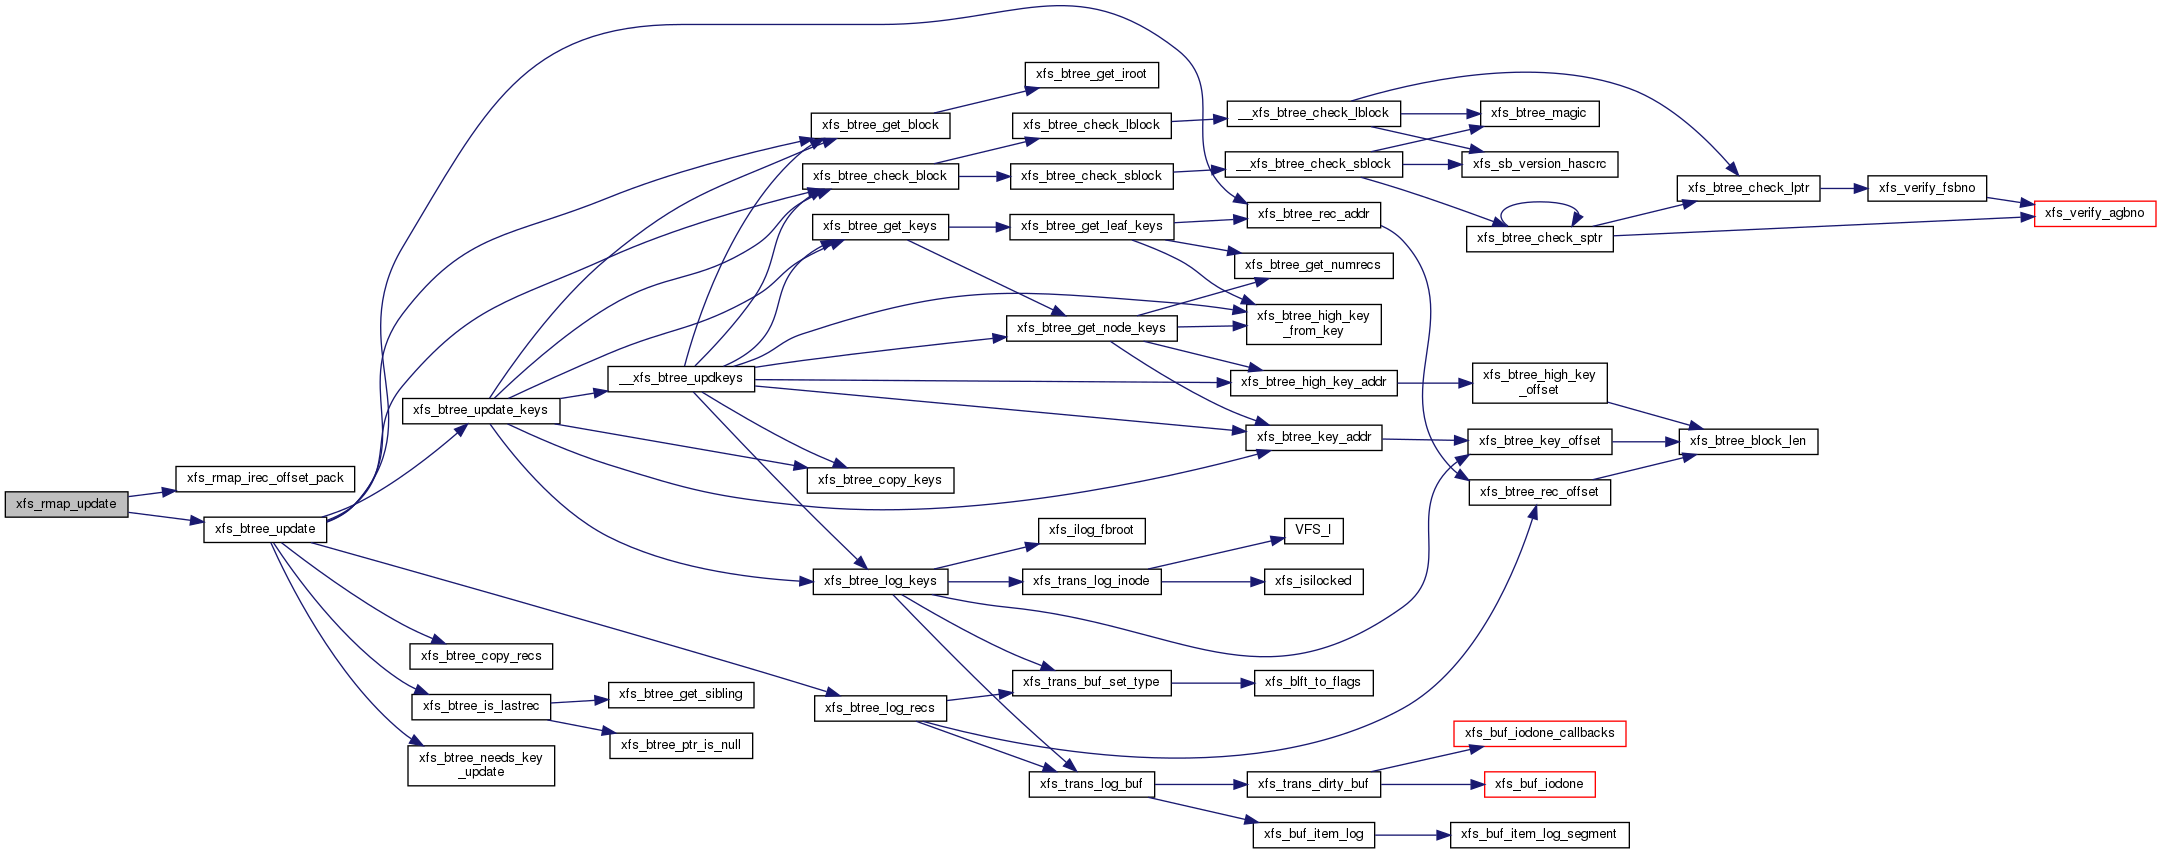 xfs_rmap_update
xfs_rmap_irec_offset_pack
xfs_btree_update
xfs_btree_update_keys
xfs_btree_copy_recs
xfs_btree_is_lastrec
xfs_btree_needs_key
_update
__xfs_btree_updkeys
xfs_btree_get_sibling
xfs_btree_ptr_is_null
xfs_btree_get_block
xfs_btree_check_block
xfs_btree_get_keys
xfs_btree_copy_keys
xfs_btree_log_keys
xfs_btree_log_recs
xfs_btree_get_iroot
xfs_btree_check_lblock
xfs_btree_check_sblock
xfs_btree_get_leaf_keys
xfs_btree_get_node_keys
xfs_ilog_fbroot
xfs_trans_log_inode
xfs_trans_buf_set_type
xfs_trans_log_buf
__xfs_btree_check_lblock
__xfs_btree_check_sblock
xfs_btree_rec_addr
xfs_btree_get_numrecs
xfs_btree_high_key
_from_key
xfs_btree_high_key_addr
xfs_btree_key_addr
VFS_I
xfs_isilocked
xfs_blft_to_flags
xfs_trans_dirty_buf
xfs_buf_item_log
xfs_btree_magic
xfs_sb_version_hascrc
xfs_btree_check_sptr
xfs_btree_high_key
_offset
xfs_btree_key_offset
xfs_btree_rec_offset
xfs_buf_iodone_callbacks
xfs_buf_iodone
xfs_buf_item_log_segment
xfs_btree_check_lptr
xfs_btree_block_len
xfs_verify_fsbno
xfs_verify_agbno